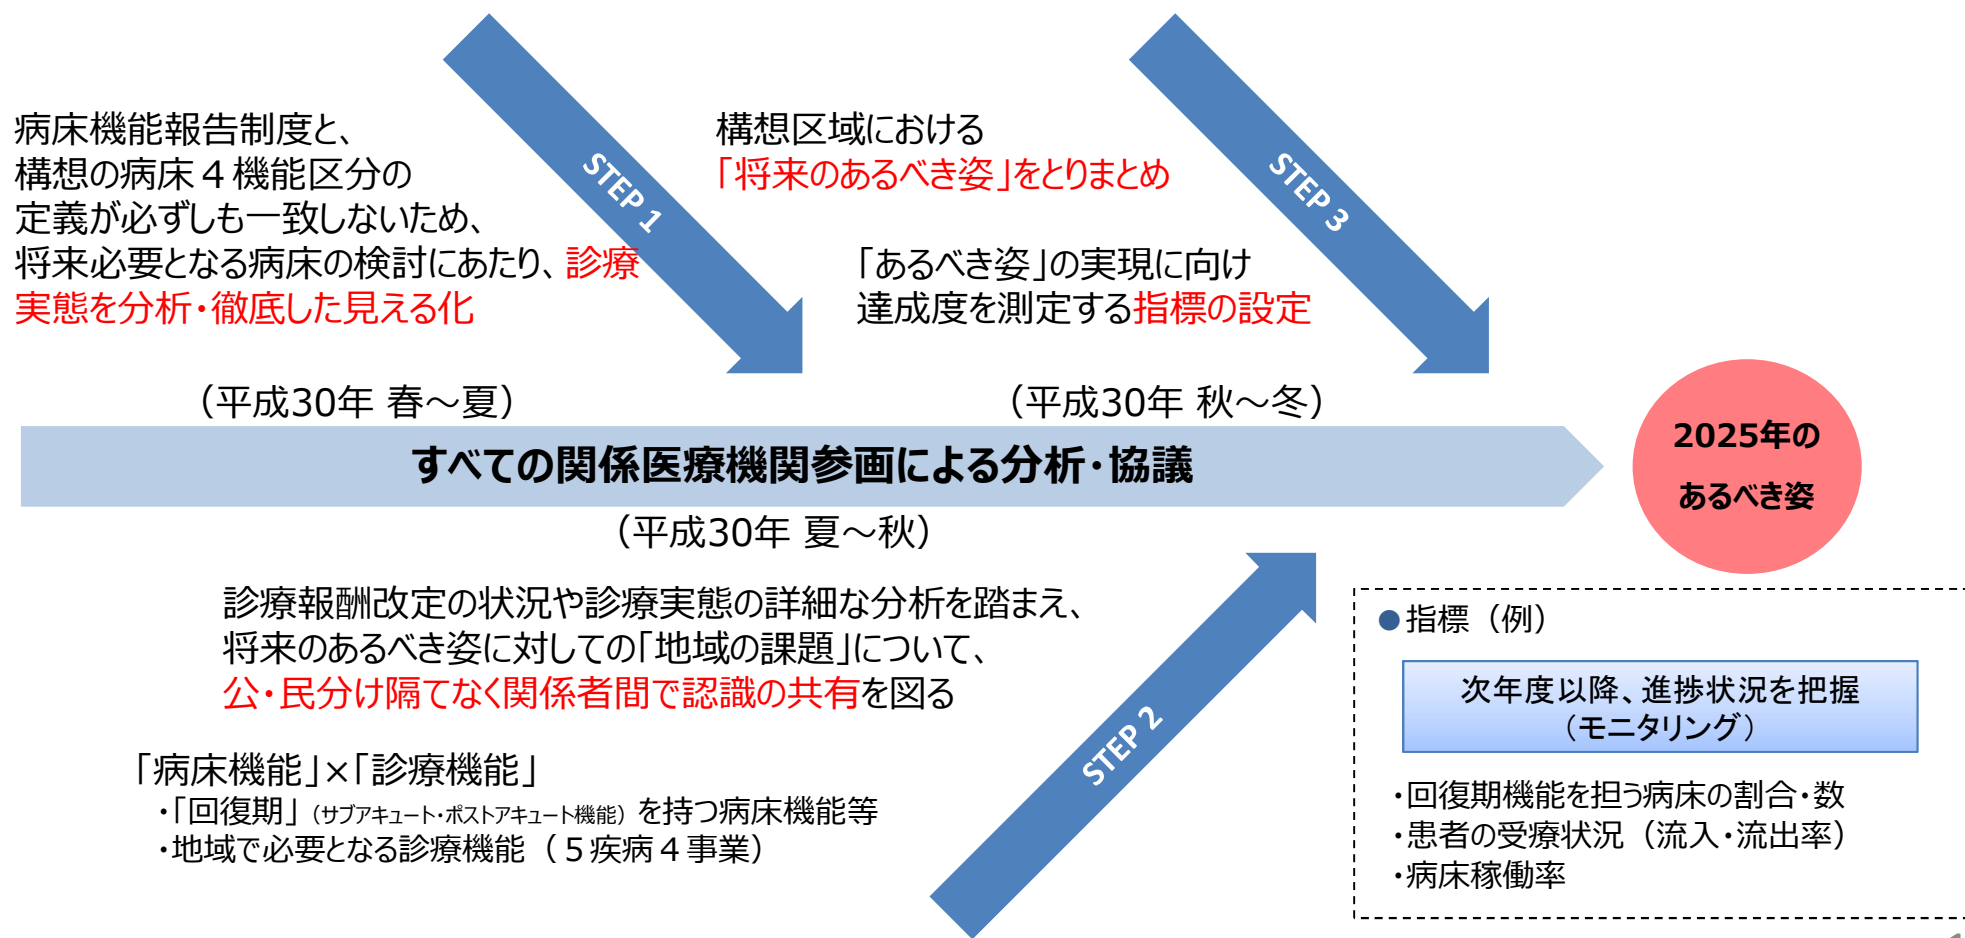 病床機能報告制度と、
構想の病床４機能区分の
定義が必ずしも一致しないため、
将来必要となる病床の検討にあたり、診療
実態を分析・徹底した見える化
STEP 1
（平成30年 春～夏）
構想区域における
「将来のあるべき姿」をとりまとめ
「あるべき姿」の実現に向け
達成度を測定する指標の設定
STEP 3
（平成30年 秋～冬）
すべての関係医療機関参画による分析・協議
2025年の
あるべき姿
（平成30年 夏～秋）
診療報酬改定の状況や診療実態の詳細な分析を踏まえ、
将来のあるべき姿に対しての「地域の課題」について、
公・民分け隔てなく関係者間で認識の共有を図る
STEP 2
「病床機能」×「診療機能」
・「回復期」（サブアキュート・ポストアキュート機能）を持つ病床機能等
・地域で必要となる診療機能（５疾病４事業）
●指標（例）
次年度以降、進捗状況を把握
（モニタリング）
・回復期機能を担う病床の割合・数
・患者の受療状況（流入・流出率）
・病床稼働率